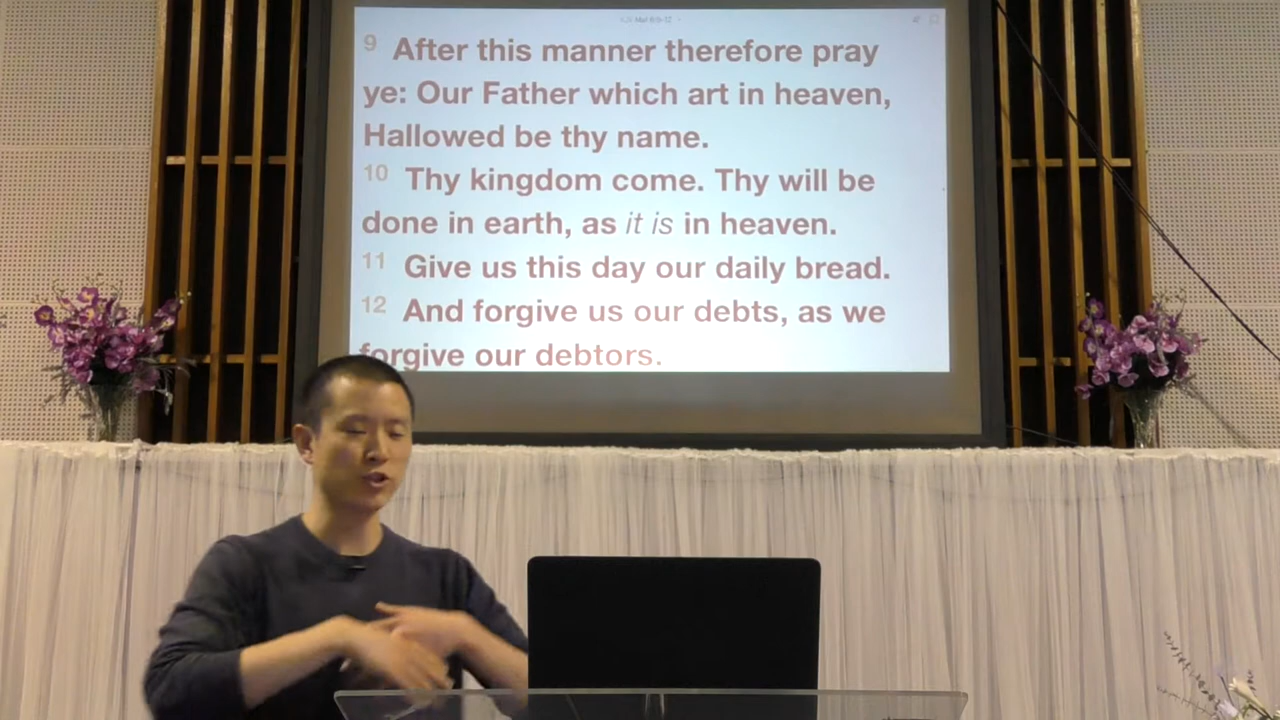 9 After this manner therefore pray
ye: Our Father which art in heaven,
Hallowed be thy name.
10 Thy kingdom come. Thy will be
done in earth, as it is in heaven.
11 Give us this day our daily bread.
12 And forgive us our debts, as we
forgive our debtors.